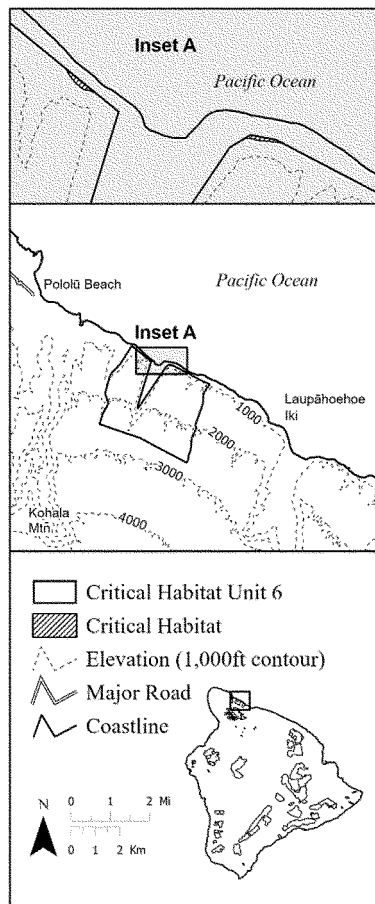 Inset A
Pacific Ocean
Pololū Beach
Pacific Ocean
Inset A
Laupāhoehoe
Iki
1000
2000
3000
4000
Kohala
Mtn.
Critical Habitat Unit 6
Critical Habitat
Elevation (1,000ft contour)
Major Road
Coastline
N
0 1 2 Mi
0 1 2 Km